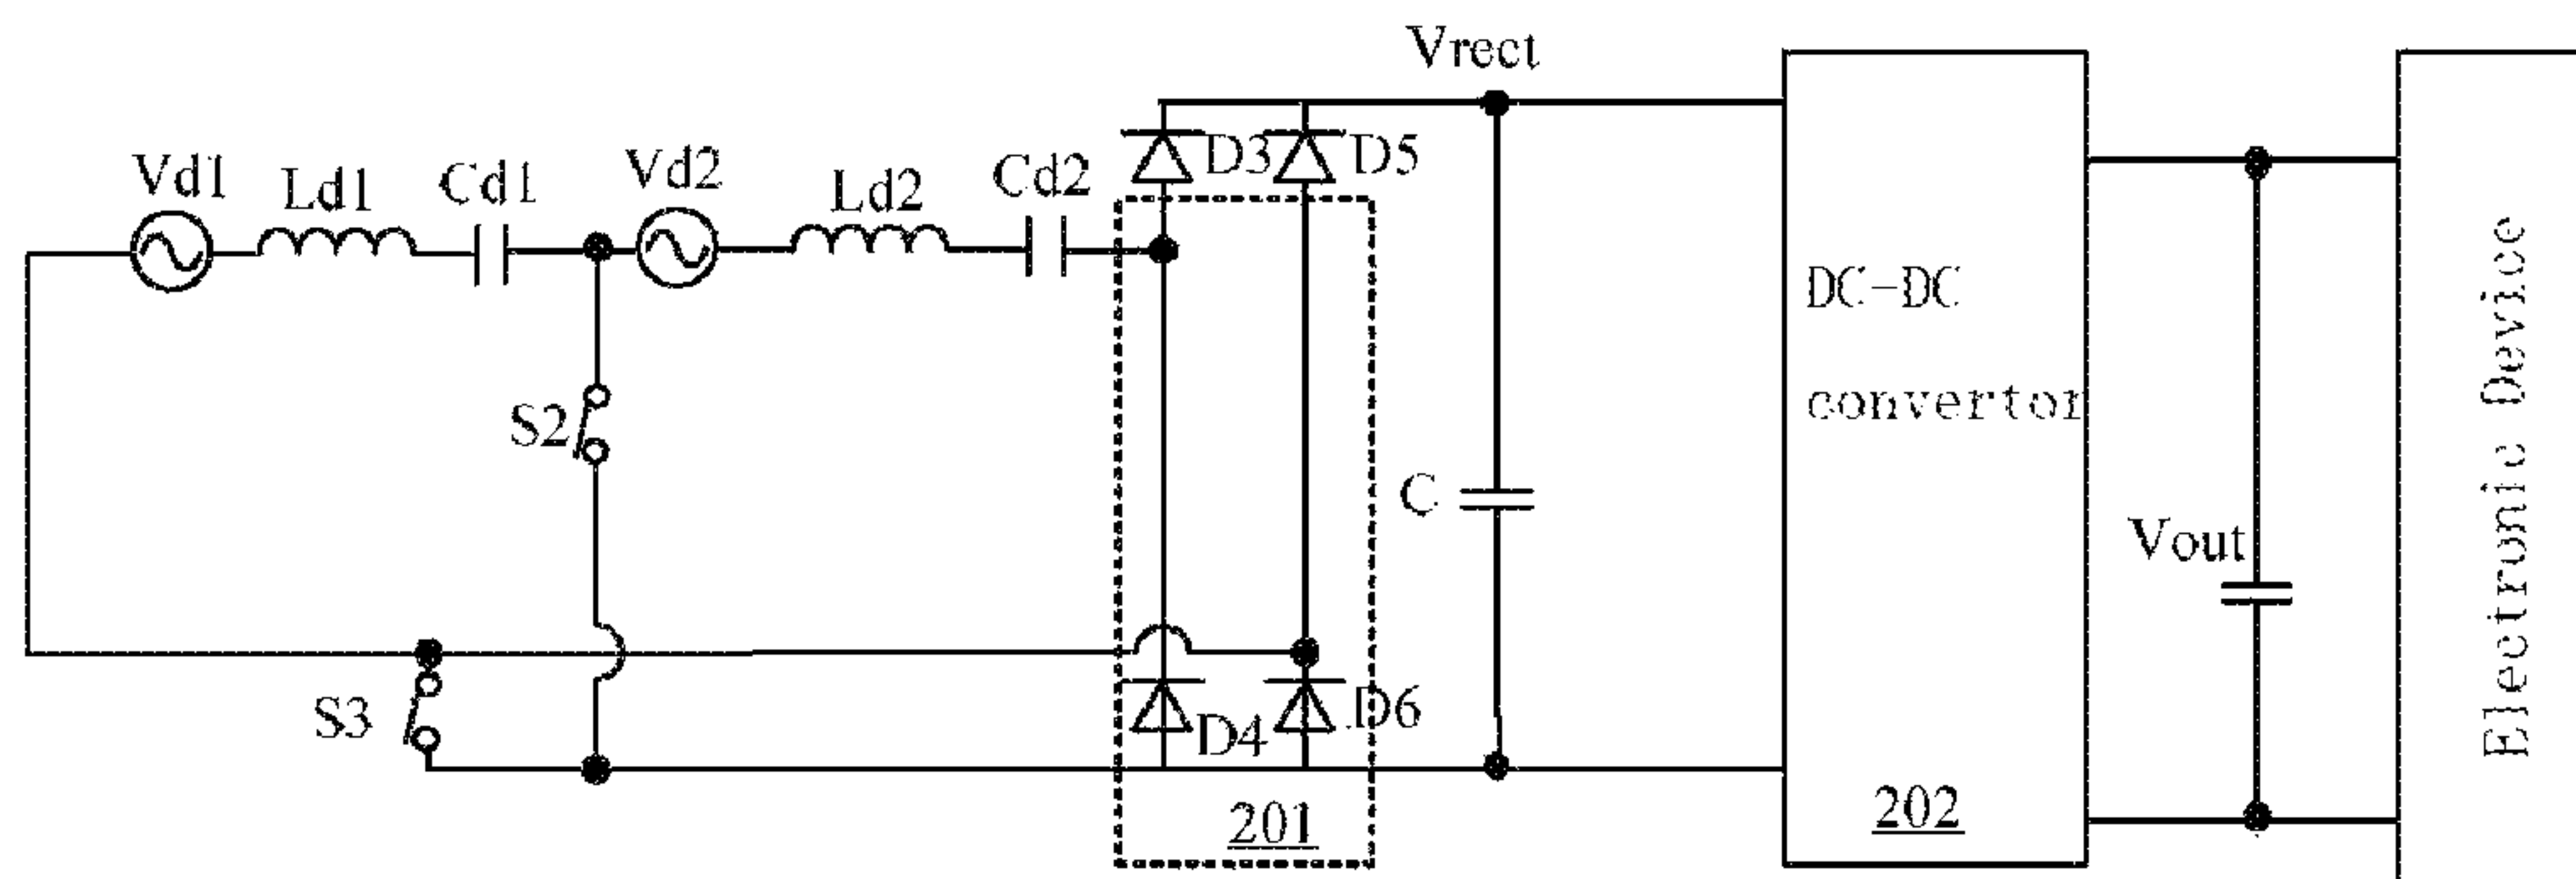 Vrect
Vd1
Ld1
Cd1
Vd2
Ld2
Cd2
D3
D5
DC-DC
convertor
S2
C
Vout
S3
D4
D6
201
202
Electronic Device